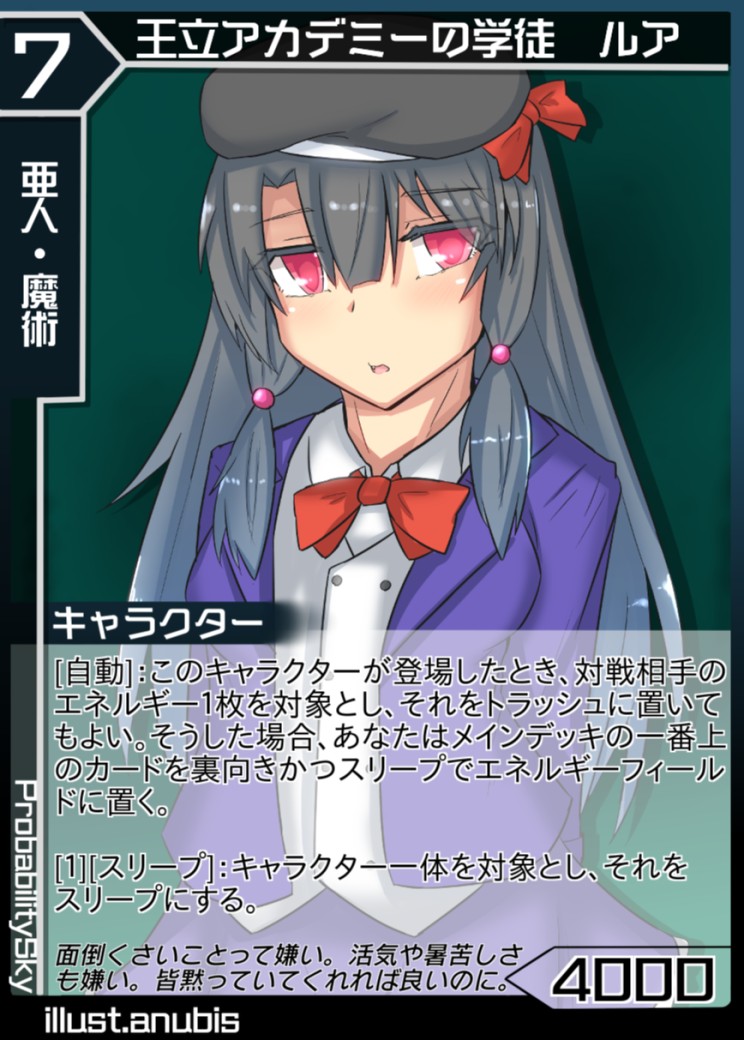 7
王立アカデミーの学徒　ルア
亜人・魔術
キャラクター
[自動]：このキャラクターが登場したとき、対戦相手の
エネルギー1枚を対象とし、それをトラッシュに置いて
もよい。そうした場合、あなたはメインデッキの一番上
のカードを裏向きかつスリープでエネルギーフィール
ドに置く。
[1][スリープ]：キャラクター一体を対象とし、それを
スリープにする。
面倒くさいことって嫌い。活気や暑苦しさ
も嫌い。皆黙っていてくれれば良いのに。
4000
ProbabilitySky
illust.anubis